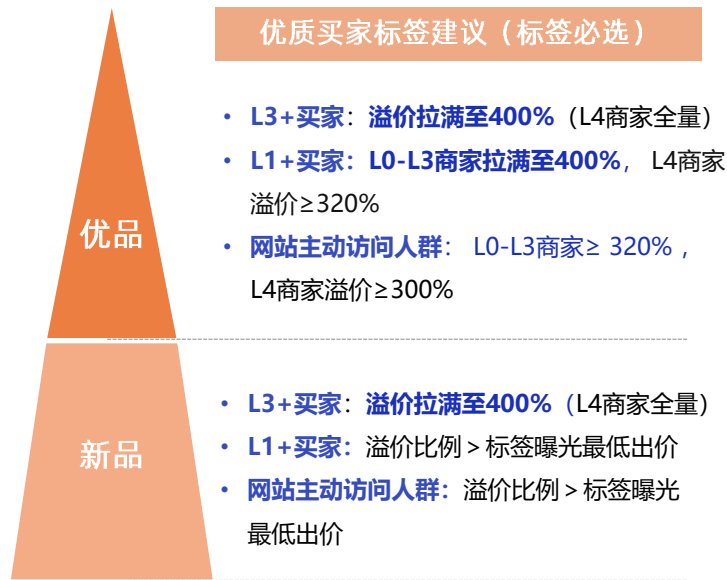 优质买家标签建议（标签必选）
• L3+买家：溢价拉满至400%（L4商家全量）
• L1+买家：L0-L3商家拉满至400%， L4商家
溢价≥320%
优品
• 网站主动访问人群： L0-L3商家≥ 320% ，
L4商家溢价≥300%
• L3+买家：溢价拉满至400%（L4商家全量）
• L1+买家：溢价比例＞标签曝光最低出价
新品
• 网站主动访问人群：溢价比例＞标签曝光
最低出价